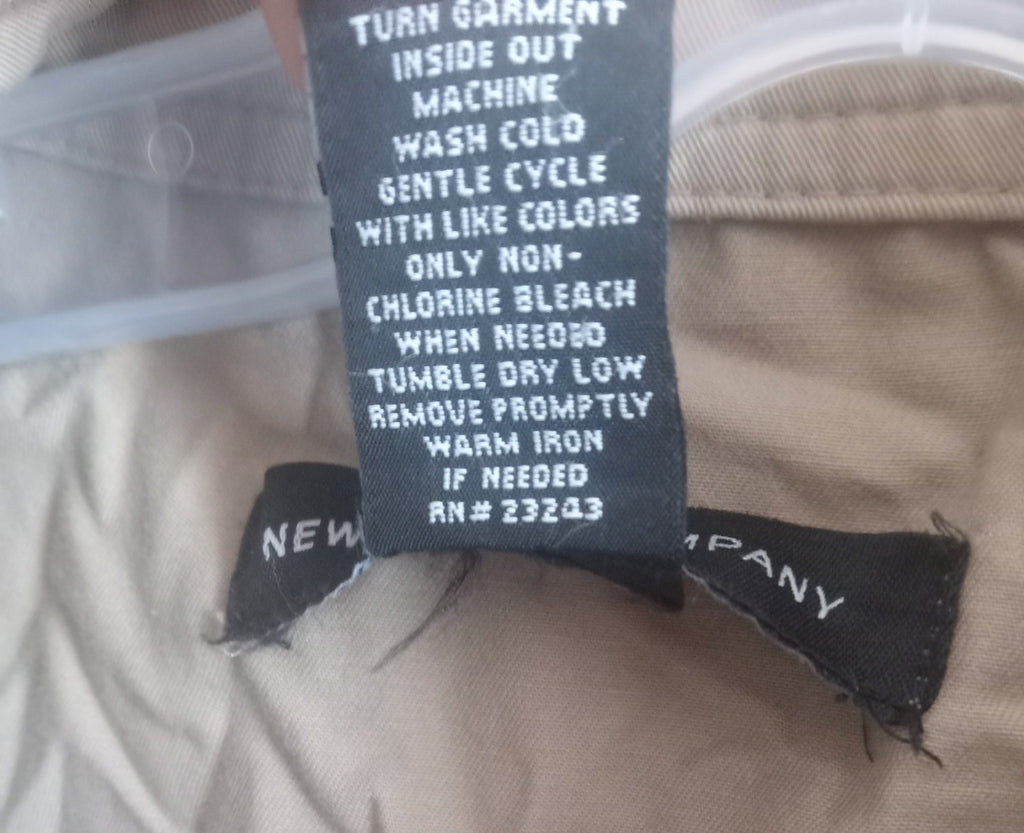 TURN GARMENT
INSIDE OUT
MACHINE
WASH COLD
GENTLE CYCLE
WITH LIKE COLORS
ONLY NON-
CHLORINE BLEACH
WHEN NEEDED
TUMBLE DRY LOW
REMOVE PROMPTLY
WARM IRON
IF NEEDED
RN# 23243
NEW
MPANY